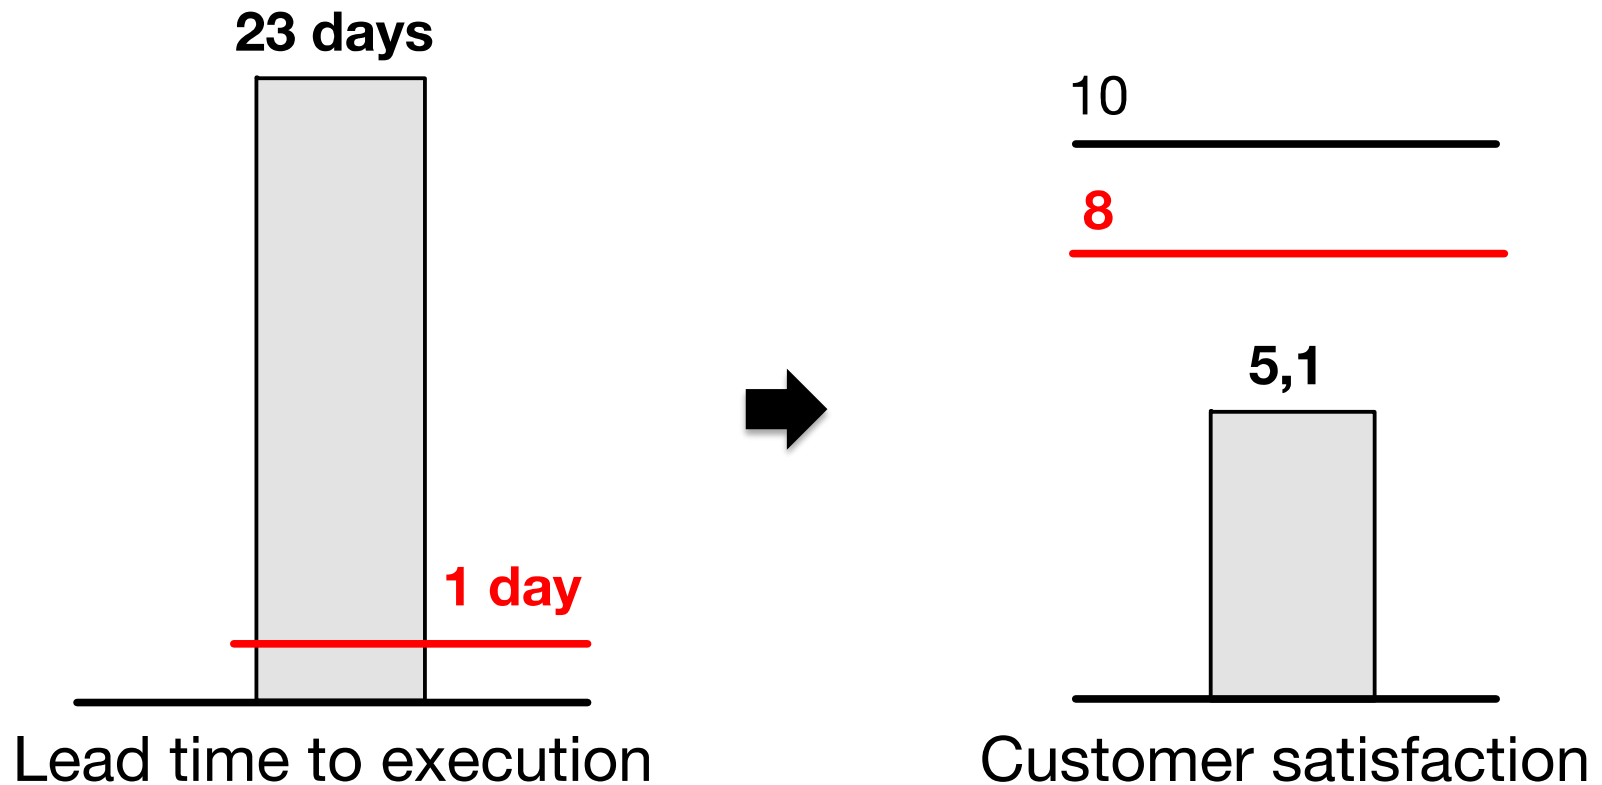 23 days
1 day
Lead time to execution
10
8
5,1
Customer satisfaction